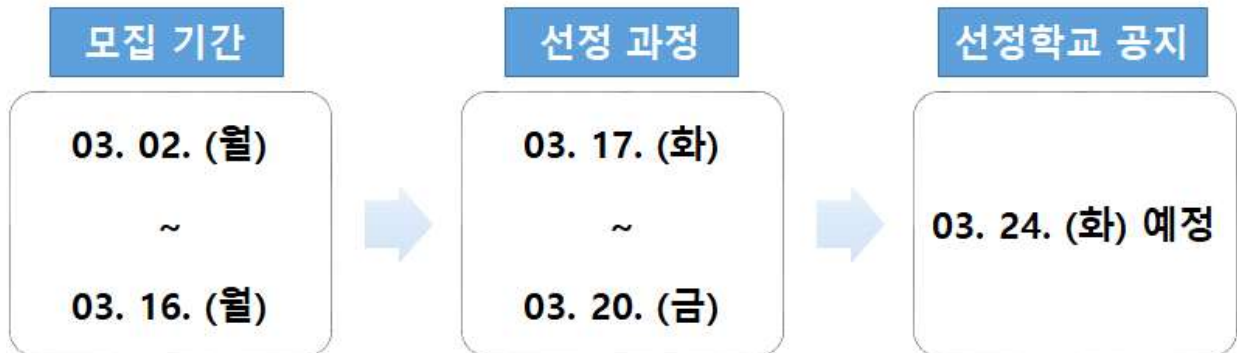 모집 기간
03. 02. (월)
~
03. 16. (월)
선정 과정
03. 17. (화)
~
03. 20. (금)
선정학교 공지
03. 24. (화) 예정